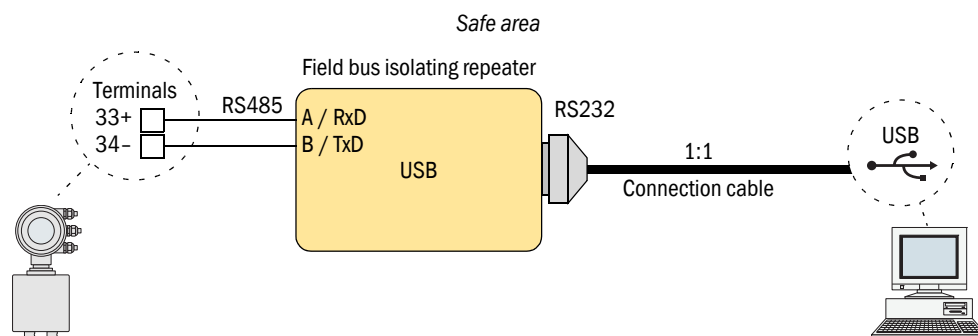 Safe area
Field bus isolating repeater
Terminals
33+
34–
RS485
A / RxD
B / TxD
USB
RS232
1:1
Connection cable
USB